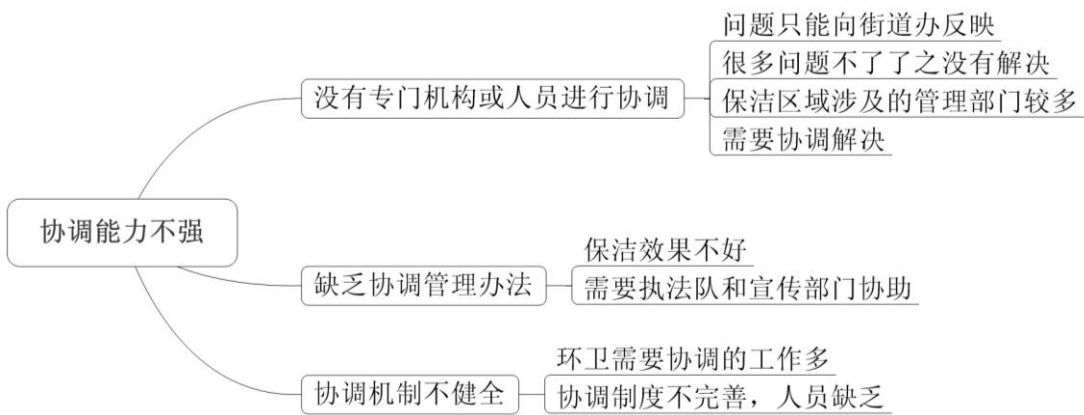 协调能力不强
没有专门机构或人员进行协调
问题只能向街道办反映
很多问题不了了之没有解决
保洁区域涉及的管理部门较多
需要协调解决
缺乏协调管理办法
保洁效果不好
需要执法队和宣传部门协助
协调机制不健全
环卫需要协调的工作多
协调制度不完善，人员缺乏